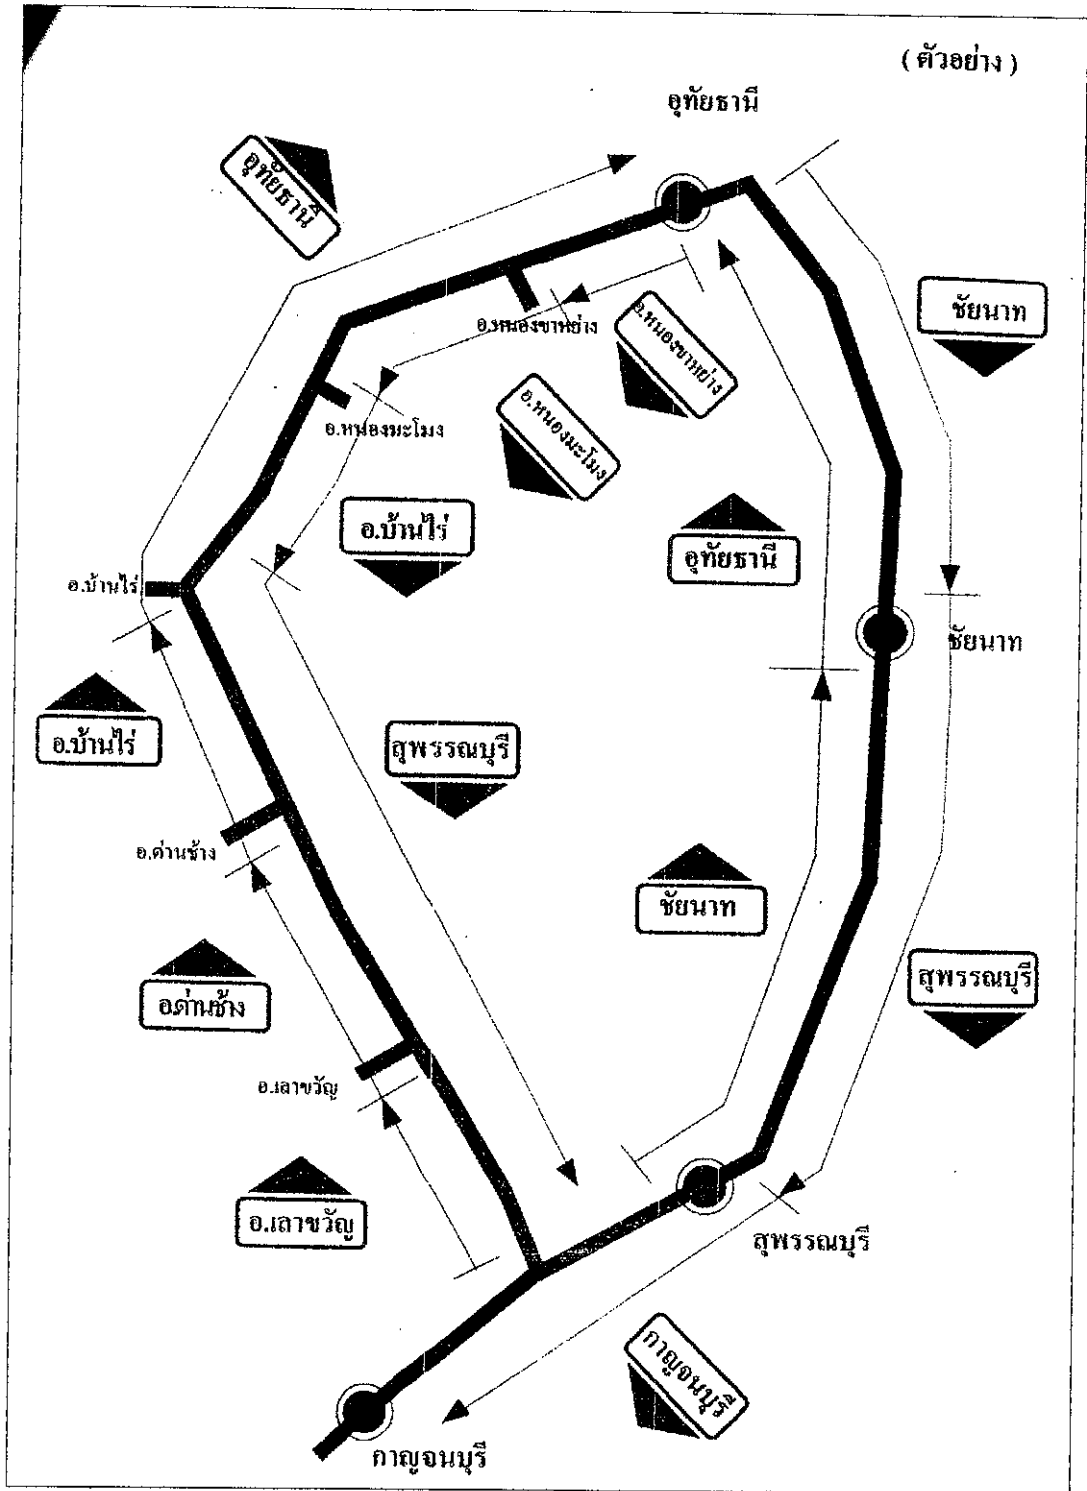 ( ตัวอย่าง )
อุทัยธานี
อุทัยธานี
ชัยนาท
อ.หนองขาหย่าง
อ.หนองขาหย่าง
อ.หนองมะโมง
อ.หนองมะโมง
อ.บ้านไร่
อุทัยธานี
อ.บ้านไร่
ชัยนาท
อ.บ้านไร่
สุพรรณบุรี
อ.ด่านช้าง
ชัยนาท
สุพรรณบุรี
อ.ด่านช้าง
อ.เลาขวัญ
อ.เลาขวัญ
สุพรรณบุรี
กาญจนบุรี
กาญจนบุรี